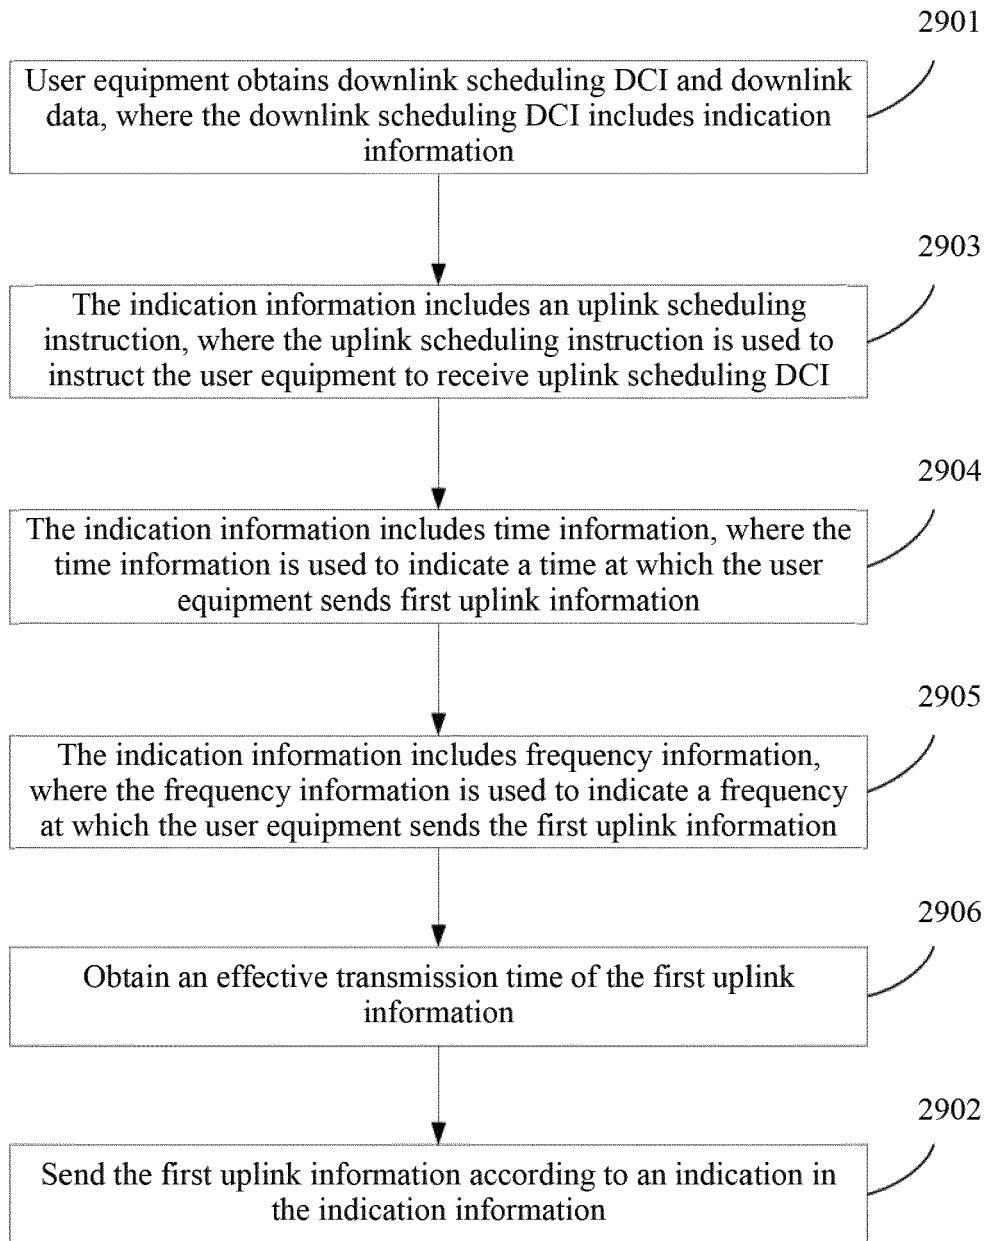 2901
User equipment obtains downlink scheduling DCI and downlink
data, where the downlink scheduling DCI includes indication
information
2903
The indication information includes an uplink scheduling
instruction, where the uplink scheduling instruction is used to
instruct the user equipment to receive uplink scheduling DCI
2904
The indication information includes time information, where the
time information is used to indicate a time at which the user
equipment sends first uplink information
2905
The indication information includes frequency information,
where the frequency information is used to indicate a frequency
at which the user equipment sends the first uplink information
2906
Obtain an effective transmission time of the first uplink
information
2902
Send the first uplink information according to an indication in
the indication information